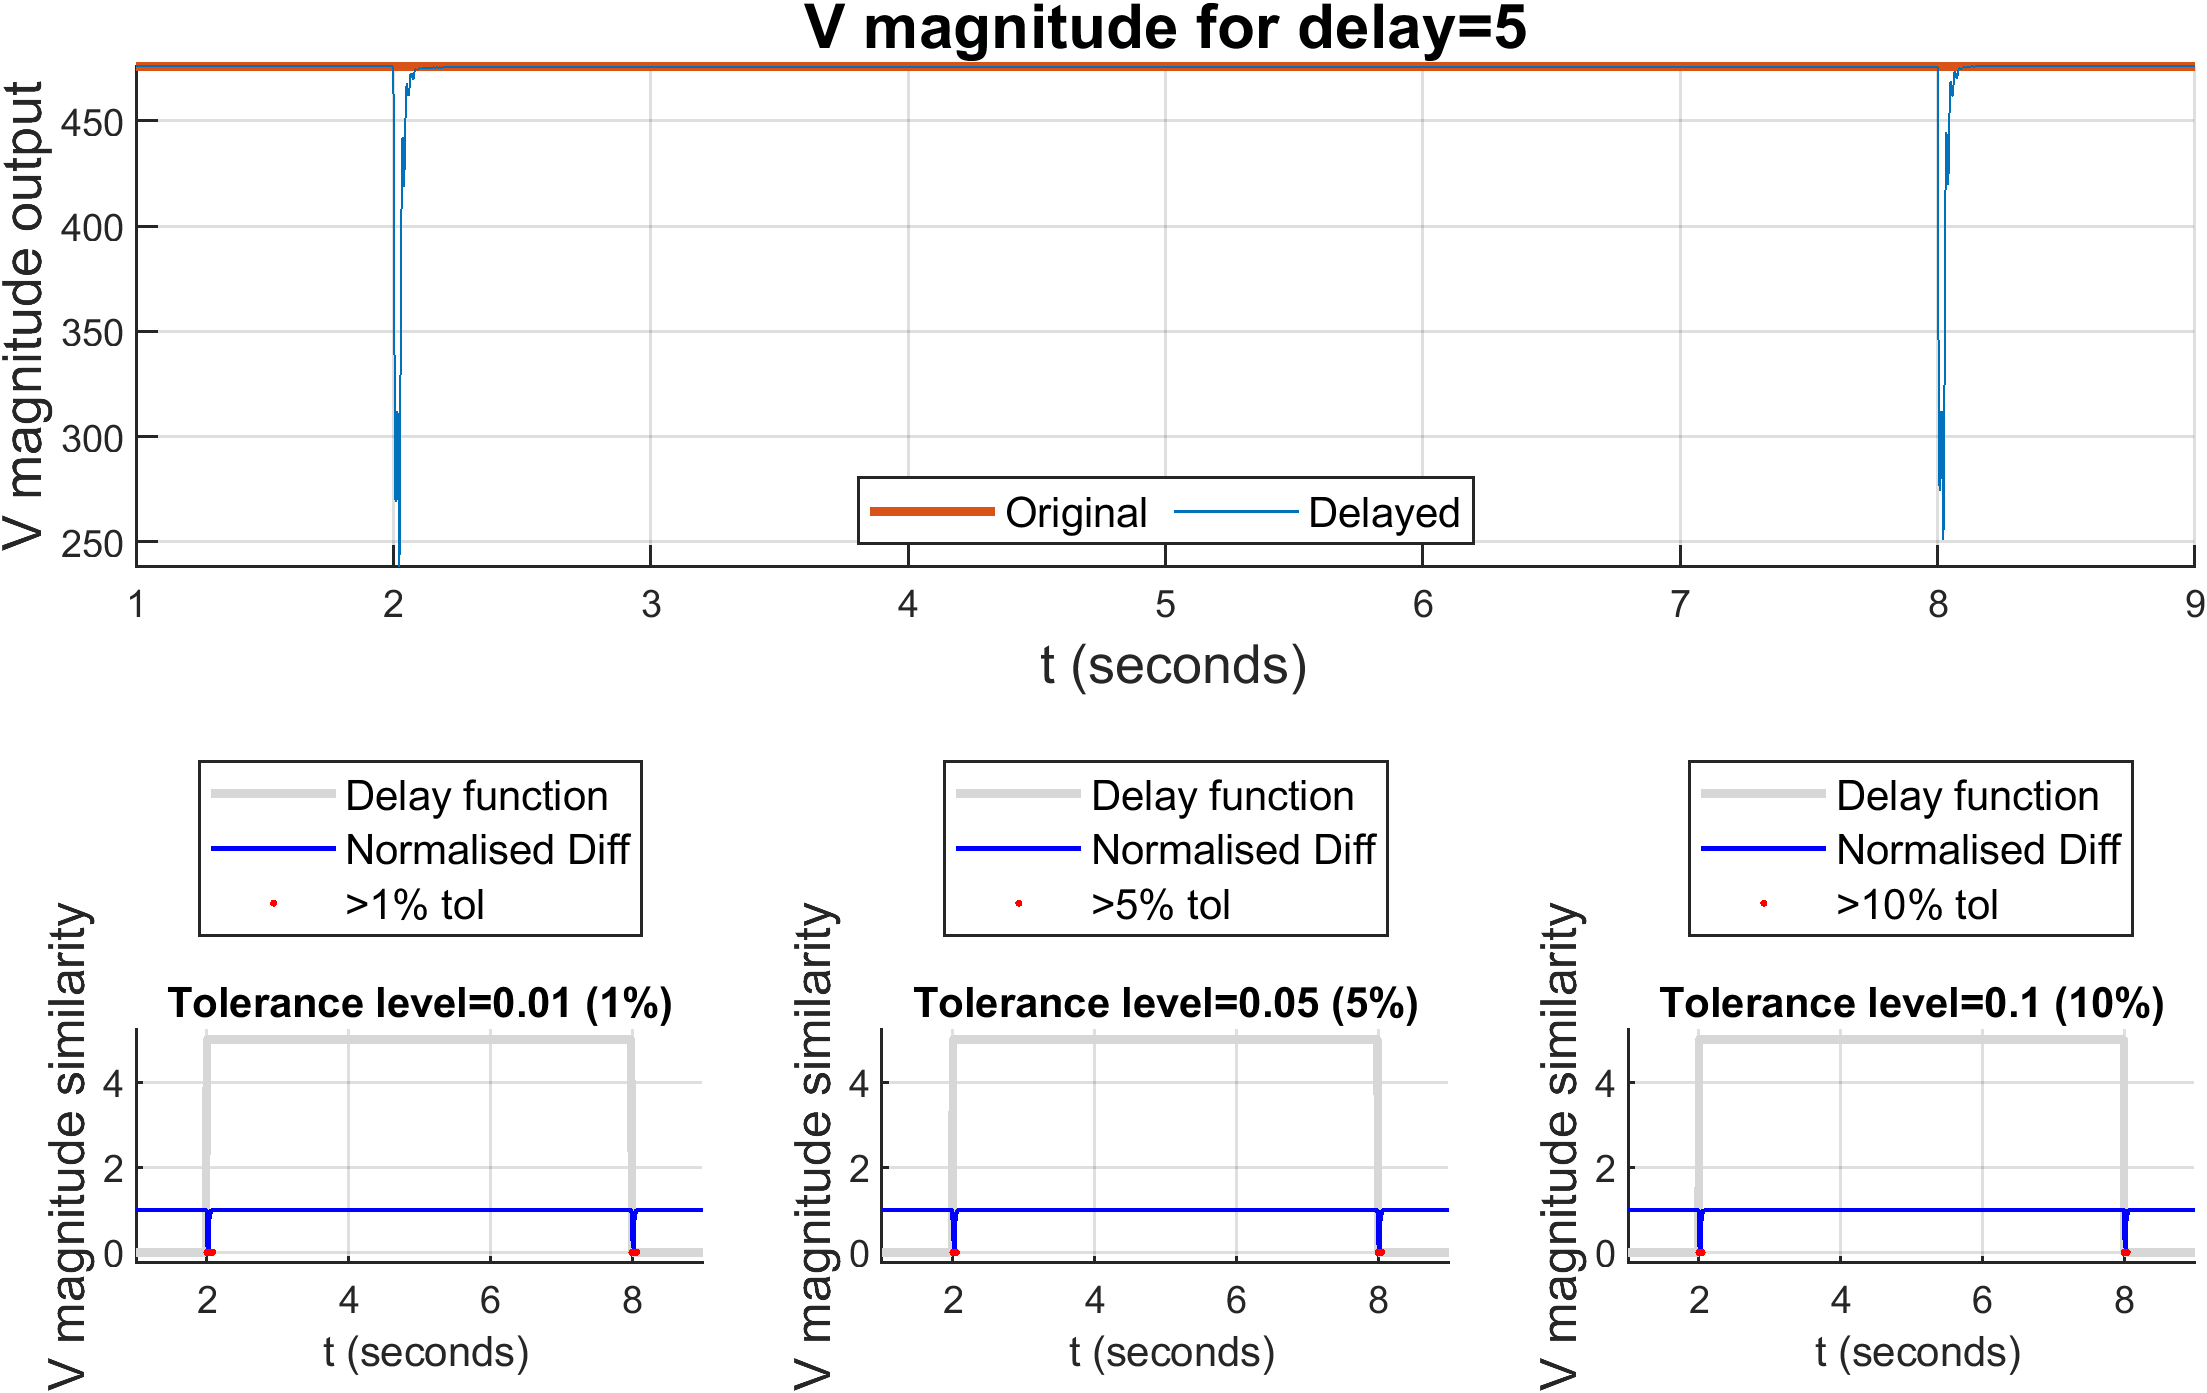 V magnitude for delay=5
V magnitude output
450
400
350
300
250
Original Delayed
1 2 3 4 5 6 7 8 9
t (seconds)
Delay function
Normalised Diff
>1% tol
V magnitude similarity
Tolerance level=0.01 (1%)
4
2
0
2 4 6 8
t (seconds)
Delay function
Normalised Diff
>5% tol
V magnitude similarity
Tolerance level=0.05 (5%)
4
2
0
2 4 6 8
t (seconds)
Delay function
Normalised Diff
>10% tol
V magnitude similarity
Tolerance level=0.1 (10%)
4
2
0
2 4 6 8
t (seconds)